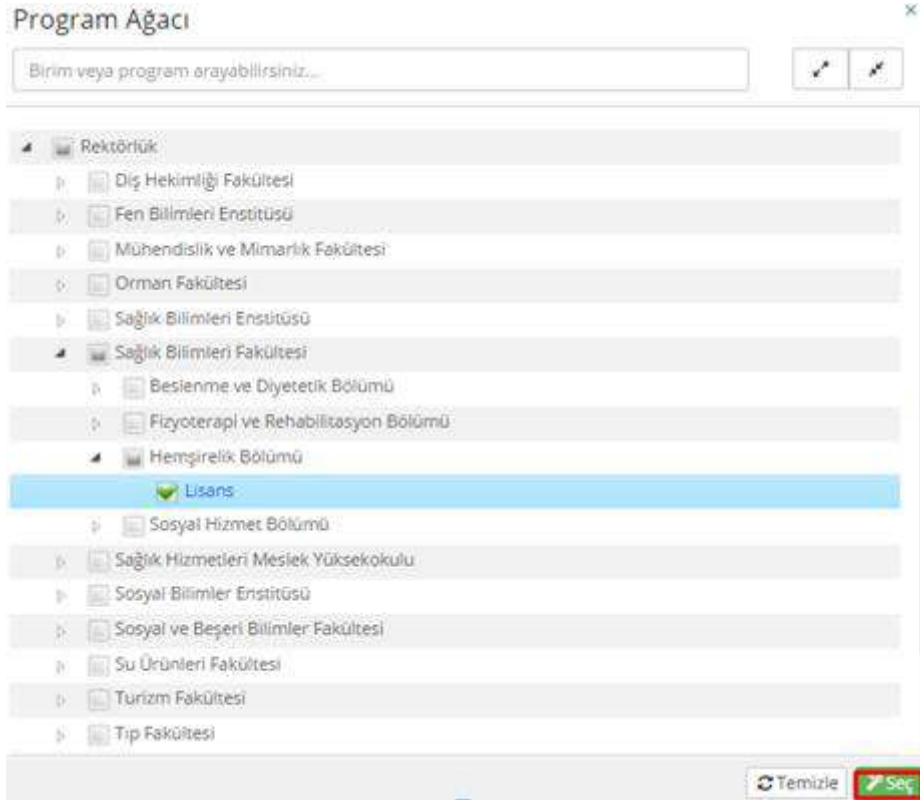 Program Ağacı
Birim veya program arayabilirsiniz...
Rektörlük
Diş Hekimliği Fakültesi
Fen Bilimleri Enstitüsü
Mühendislik ve Mimarlık Fakültesi
Orman Fakültesi
Sağlık Bilimleri Enstitüsü
Sağlık Bilimleri Fakültesi
Beslenme ve Diyetetik Bölümü
Fizyoterapi ve Rehabilitasyon Bölümü
Hemşirelik Bölümü
Lisans
Sosyal Hizmet Bölümü
Sağlık Hizmetleri Meslek Yüksekokulu
Sosyal Bilimler Enstitüsü
Sosyal ve Beşeri Bilimler Fakültesi
Su Ürünleri Fakültesi
Turizm Fakültesi
Tıp Fakültesi
Temizle Seç